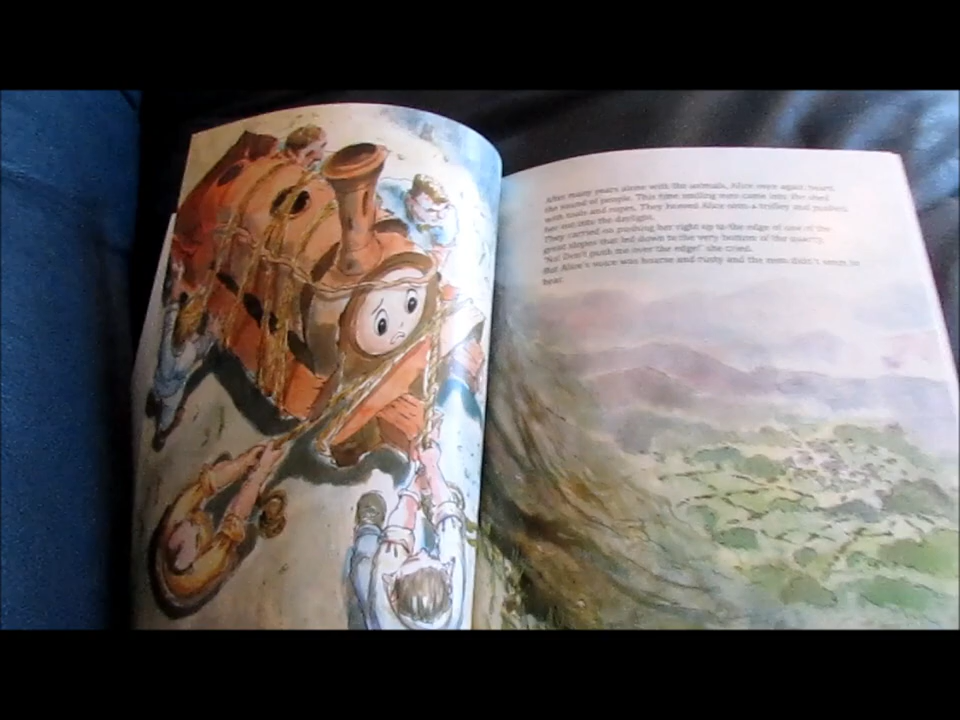 After many years alone with the animals, Alice once again heard
the sound of people. This time smiling men came into the shed
with tools and ropes. They heaved Alice onto a trolley and pushed
her out into the daylight.
They carried on pushing her right up to the edge of one of the
great slopes that led down to the very bottom of the quarry.
"No! Don't push me over the edge!" she cried.
But Alice's voice was hoarse and rusty and the men didn't seem to
hear.